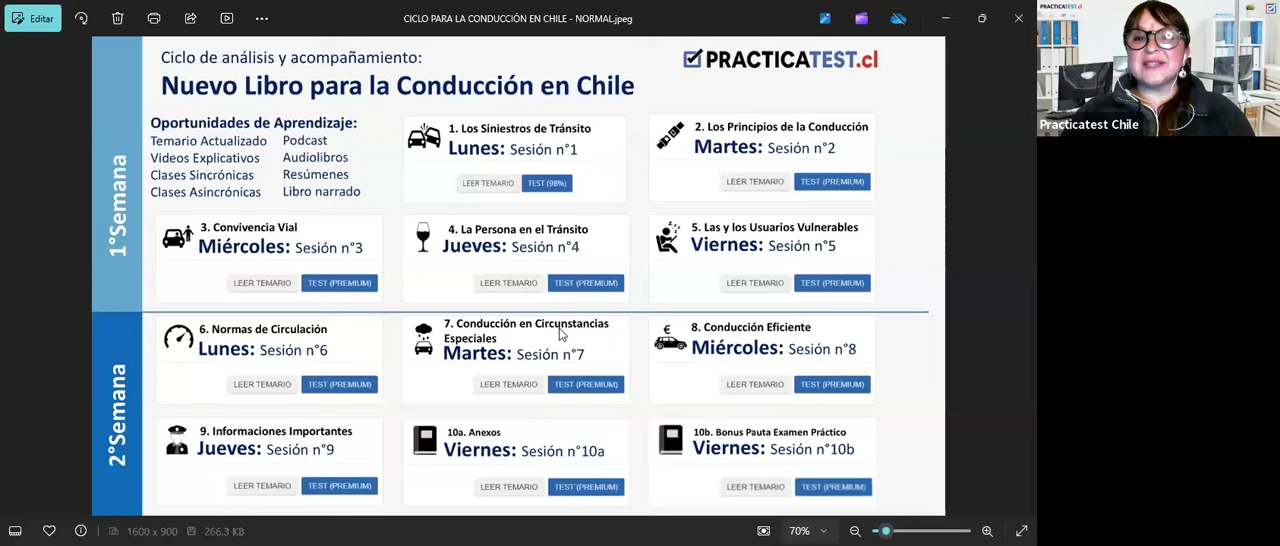 Editar
CICLO PARA LA CONDUCCIÓN EN CHILE - NORMAL.jpeg
Ciclo de análisis y acompañamiento:
Nuevo Libro para la Conducción en Chile
PRACTICATEST.cl
1°Semana
Oportunidades de Aprendizaje:
Temario Actualizado
Videos Explicativos
Clases Sincrónicas
Clases Asincrónicas
Podcast
Audiolibros
Resúmenes
Libro narrado
1. Los Siniestros de Tránsito
Lunes: Sesión n°1
LEER TEMARIO TEST (98%)
2. Los Principios de la Conducción
Martes: Sesión n°2
LEER TEMARIO TEST (PREMIUM)
3. Convivencia Vial
Miércoles: Sesión n°3
LEER TEMARIO TEST (PREMIUM)
4. La Persona en el Tránsito
Jueves: Sesión n°4
LEER TEMARIO TEST (PREMIUM)
5. Las y los Usuarios Vulnerables
Viernes: Sesión n°5
LEER TEMARIO TEST (PREMIUM)
2°Semana
6. Normas de Circulación
Lunes: Sesión n°6
LEER TEMARIO TEST (PREMIUM)
7. Conducción en Circunstancias
Especiales
Martes: Sesión n°7
LEER TEMARIO TEST (PREMIUM)
8. Conducción Eficiente
Miércoles: Sesión n°8
LEER TEMARIO TEST (PREMIUM)
9. Informaciones Importantes
Jueves: Sesión n°9
LEER TEMARIO TEST (PREMIUM)
10a. Anexos
Viernes: Sesión n°10a
LEER TEMARIO TEST (PREMIUM)
10b. Bonus Pauta Examen Práctico
Viernes: Sesión n°10b
LEER TEMARIO TEST (PREMIUM)
1600 x 900 266.3 KB
70%
PRACTICATEST.cl
Practicatest Chile